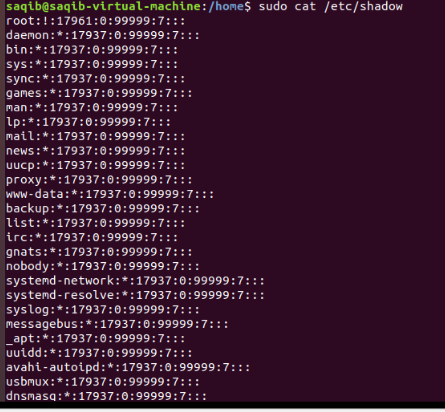 saqib@saqib-virtual-machine:/home$ sudo cat /etc/shadow
root:!:17961:0:99999:7:::
daemon:*:17937:0:99999:7:::
bin:*:17937:0:99999:7:::
sys:*:17937:0:99999:7:::
sync:*:17937:0:99999:7:::
games:*:17937:0:99999:7:::
man:*:17937:0:99999:7:::
lp:*:17937:0:99999:7:::
mail:*:17937:0:99999:7:::
news:*:17937:0:99999:7:::
uucp:*:17937:0:99999:7:::
proxy:*:17937:0:99999:7:::
www-data:*:17937:0:99999:7:::
backup:*:17937:0:99999:7:::
list:*:17937:0:99999:7:::
irc:*:17937:0:99999:7:::
gnats:*:17937:0:99999:7:::
nobody:*:17937:0:99999:7:::
systemd-network:*:17937:0:99999:7:::
systemd-resolve:*:17937:0:99999:7:::
syslog:*:17937:0:99999:7:::
messagebus:*:17937:0:99999:7:::
_apt:*:17937:0:99999:7:::
uuidd:*:17937:0:99999:7:::
avahi-autoipd:*:17937:0:99999:7:::
usbmux:*:17937:0:99999:7:::
dnsmasq:*:17937:0:99999:7:::